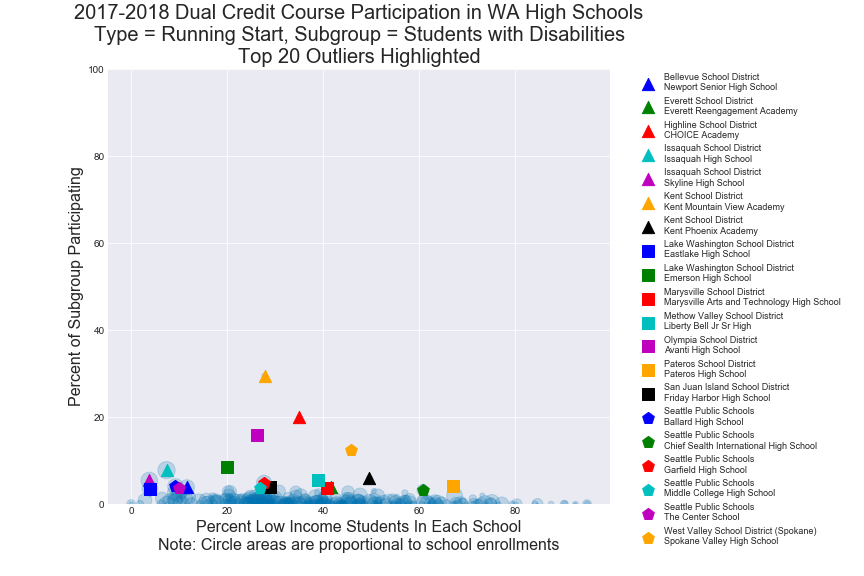 2017-2018 Dual Credit Course Participation in WA High Schools
Type = Running Start, Subgroup = Students with Disabilities
Top 20 Outliers Highlighted
100
80
60
40
20
0
Percent of Subgroup Participating
0 20 40 60 80
Percent Low Income Students In Each School
Note: Circle areas are proportional to school enrollments
Bellevue School District
Newport Senior High School
Everett School District
Everett Reengagement Academy
Highline School District
CHOICE Academy
Issaquah School District
Issaquah High School
Issaquah School District
Skyline High School
Kent School District
Kent Mountain View Academy
Kent School District
Kent Phoenix Academy
Lake Washington School District
Eastlake High School
Lake Washington School District
Emerson High School
Marysville School District
Marysville Arts and Technology High School
Methow Valley School District
Liberty Bell Jr Sr High
Olympia School District
Avanti High School
Pateros School District
Pateros High School
San Juan Island School District
Friday Harbor High School
Seattle Public Schools
Ballard High School
Seattle Public Schools
Chief Sealth International High School
Seattle Public Schools
Garfield High School
Seattle Public Schools
Middle College High School
Seattle Public Schools
The Center School
West Valley School District (Spokane)
Spokane Valley High School